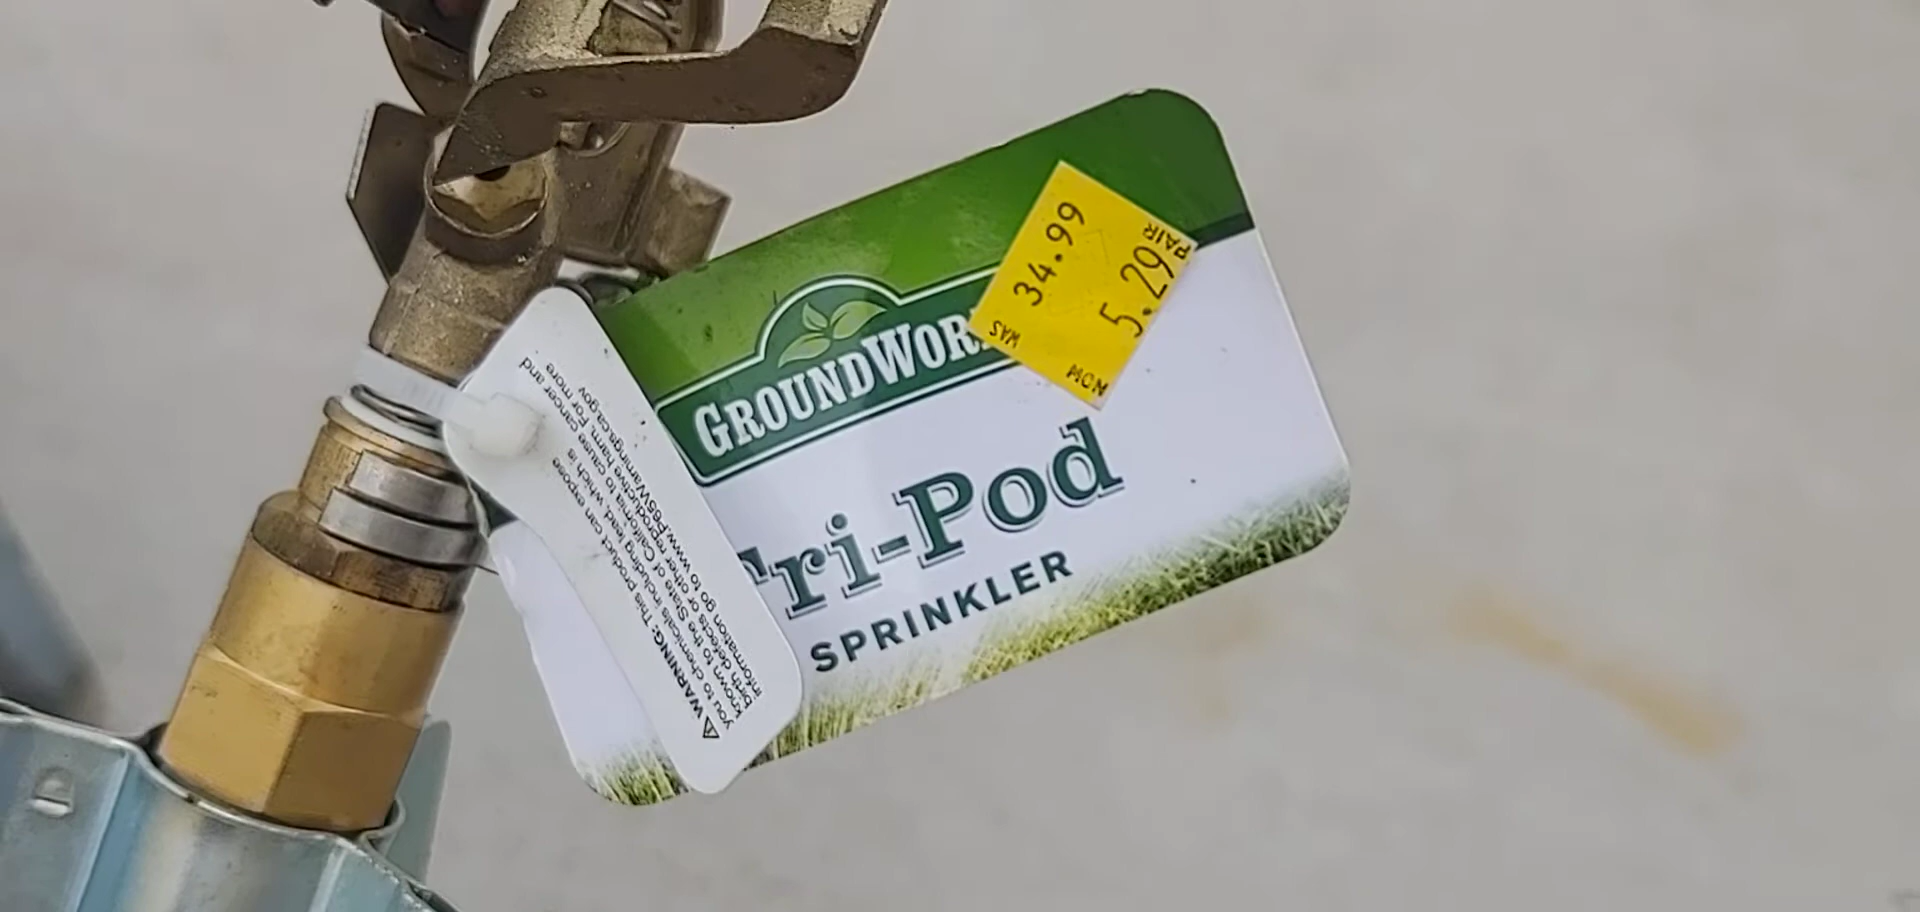 GROUNDWOR
Tri-Pod
SPRINKLER
WAS
34.99
NOW
5.29
PAIR
WARNING: This product can expose
you to chemicals including lead, which is
known to the State of California to cause cancer and
birth defects or other reproductive harm. For more
information go to www.P65Warnings.ca.gov